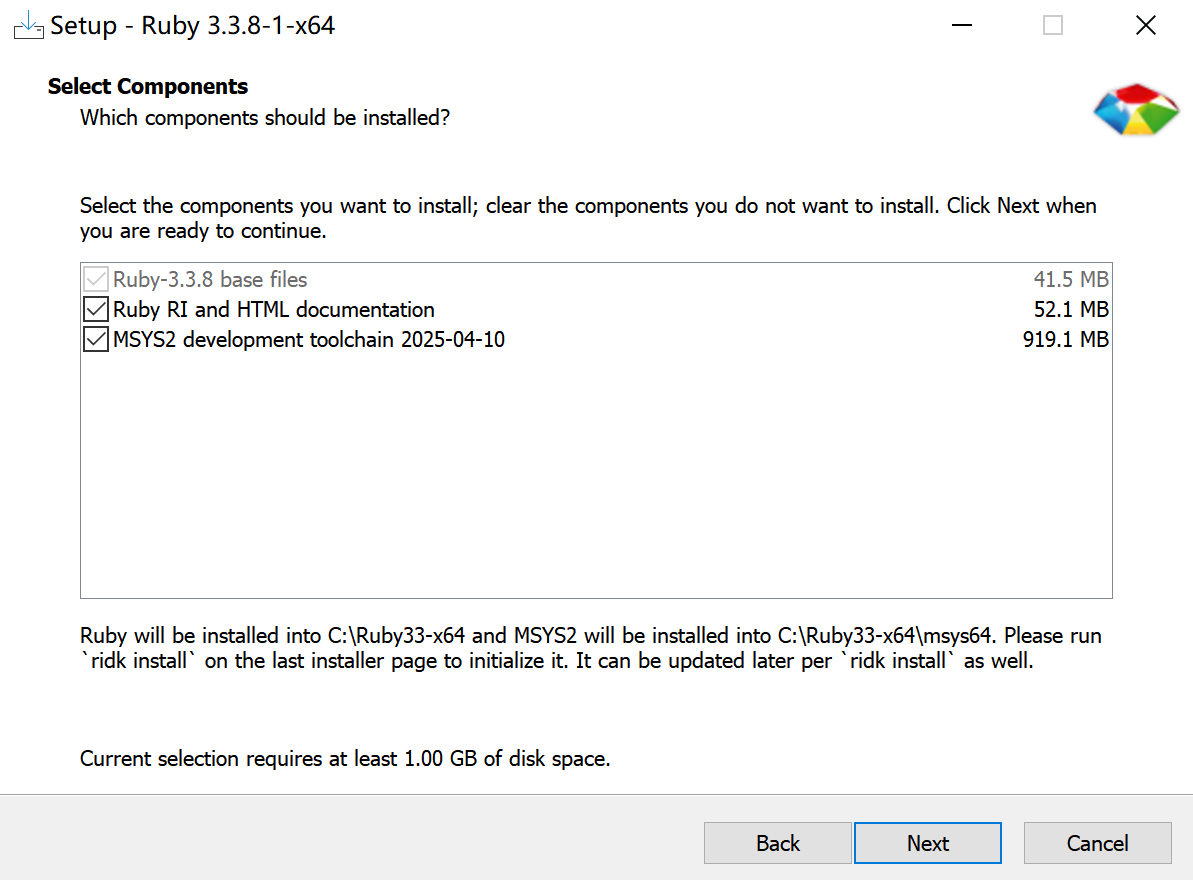 Setup - Ruby 3.3.8-1-x64
Select Components
Which components should be installed?
Select the components you want to install; clear the components you do not want to install. Click Next when
you are ready to continue.
Ruby-3.3.8 base files 41.5 MB
Ruby RI and HTML documentation 52.1 MB
MSYS2 development toolchain 2025-04-10 919.1 MB
Ruby will be installed into C:\Ruby33-x64 and MSYS2 will be installed into C:\Ruby33-x64\msys64. Please run
`ridk install` on the last installer page to initialize it. It can be updated later per `ridk install` as well.
Current selection requires at least 1.00 GB of disk space.
Back Next Cancel